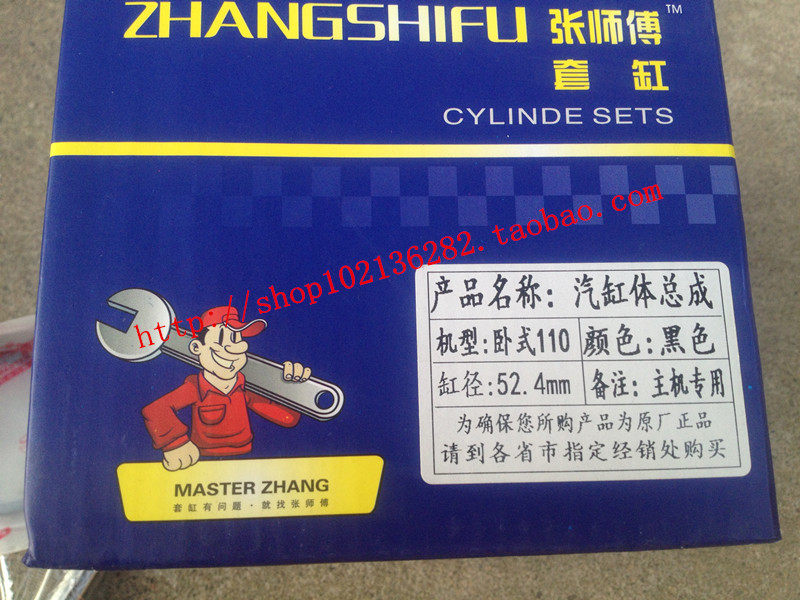 ZHANGSHIFU 张师傅™
套缸
CYLINDE SETS
http://shop102136282.taobao.com
产品名称：汽缸体总成
机型：卧式110 颜色：黑色
缸径：52.4mm 备注：主机专用
为确保您所购产品为原厂正品
请到各省市指定经销处购买
MASTER ZHANG
套缸有问题·就找张师傅